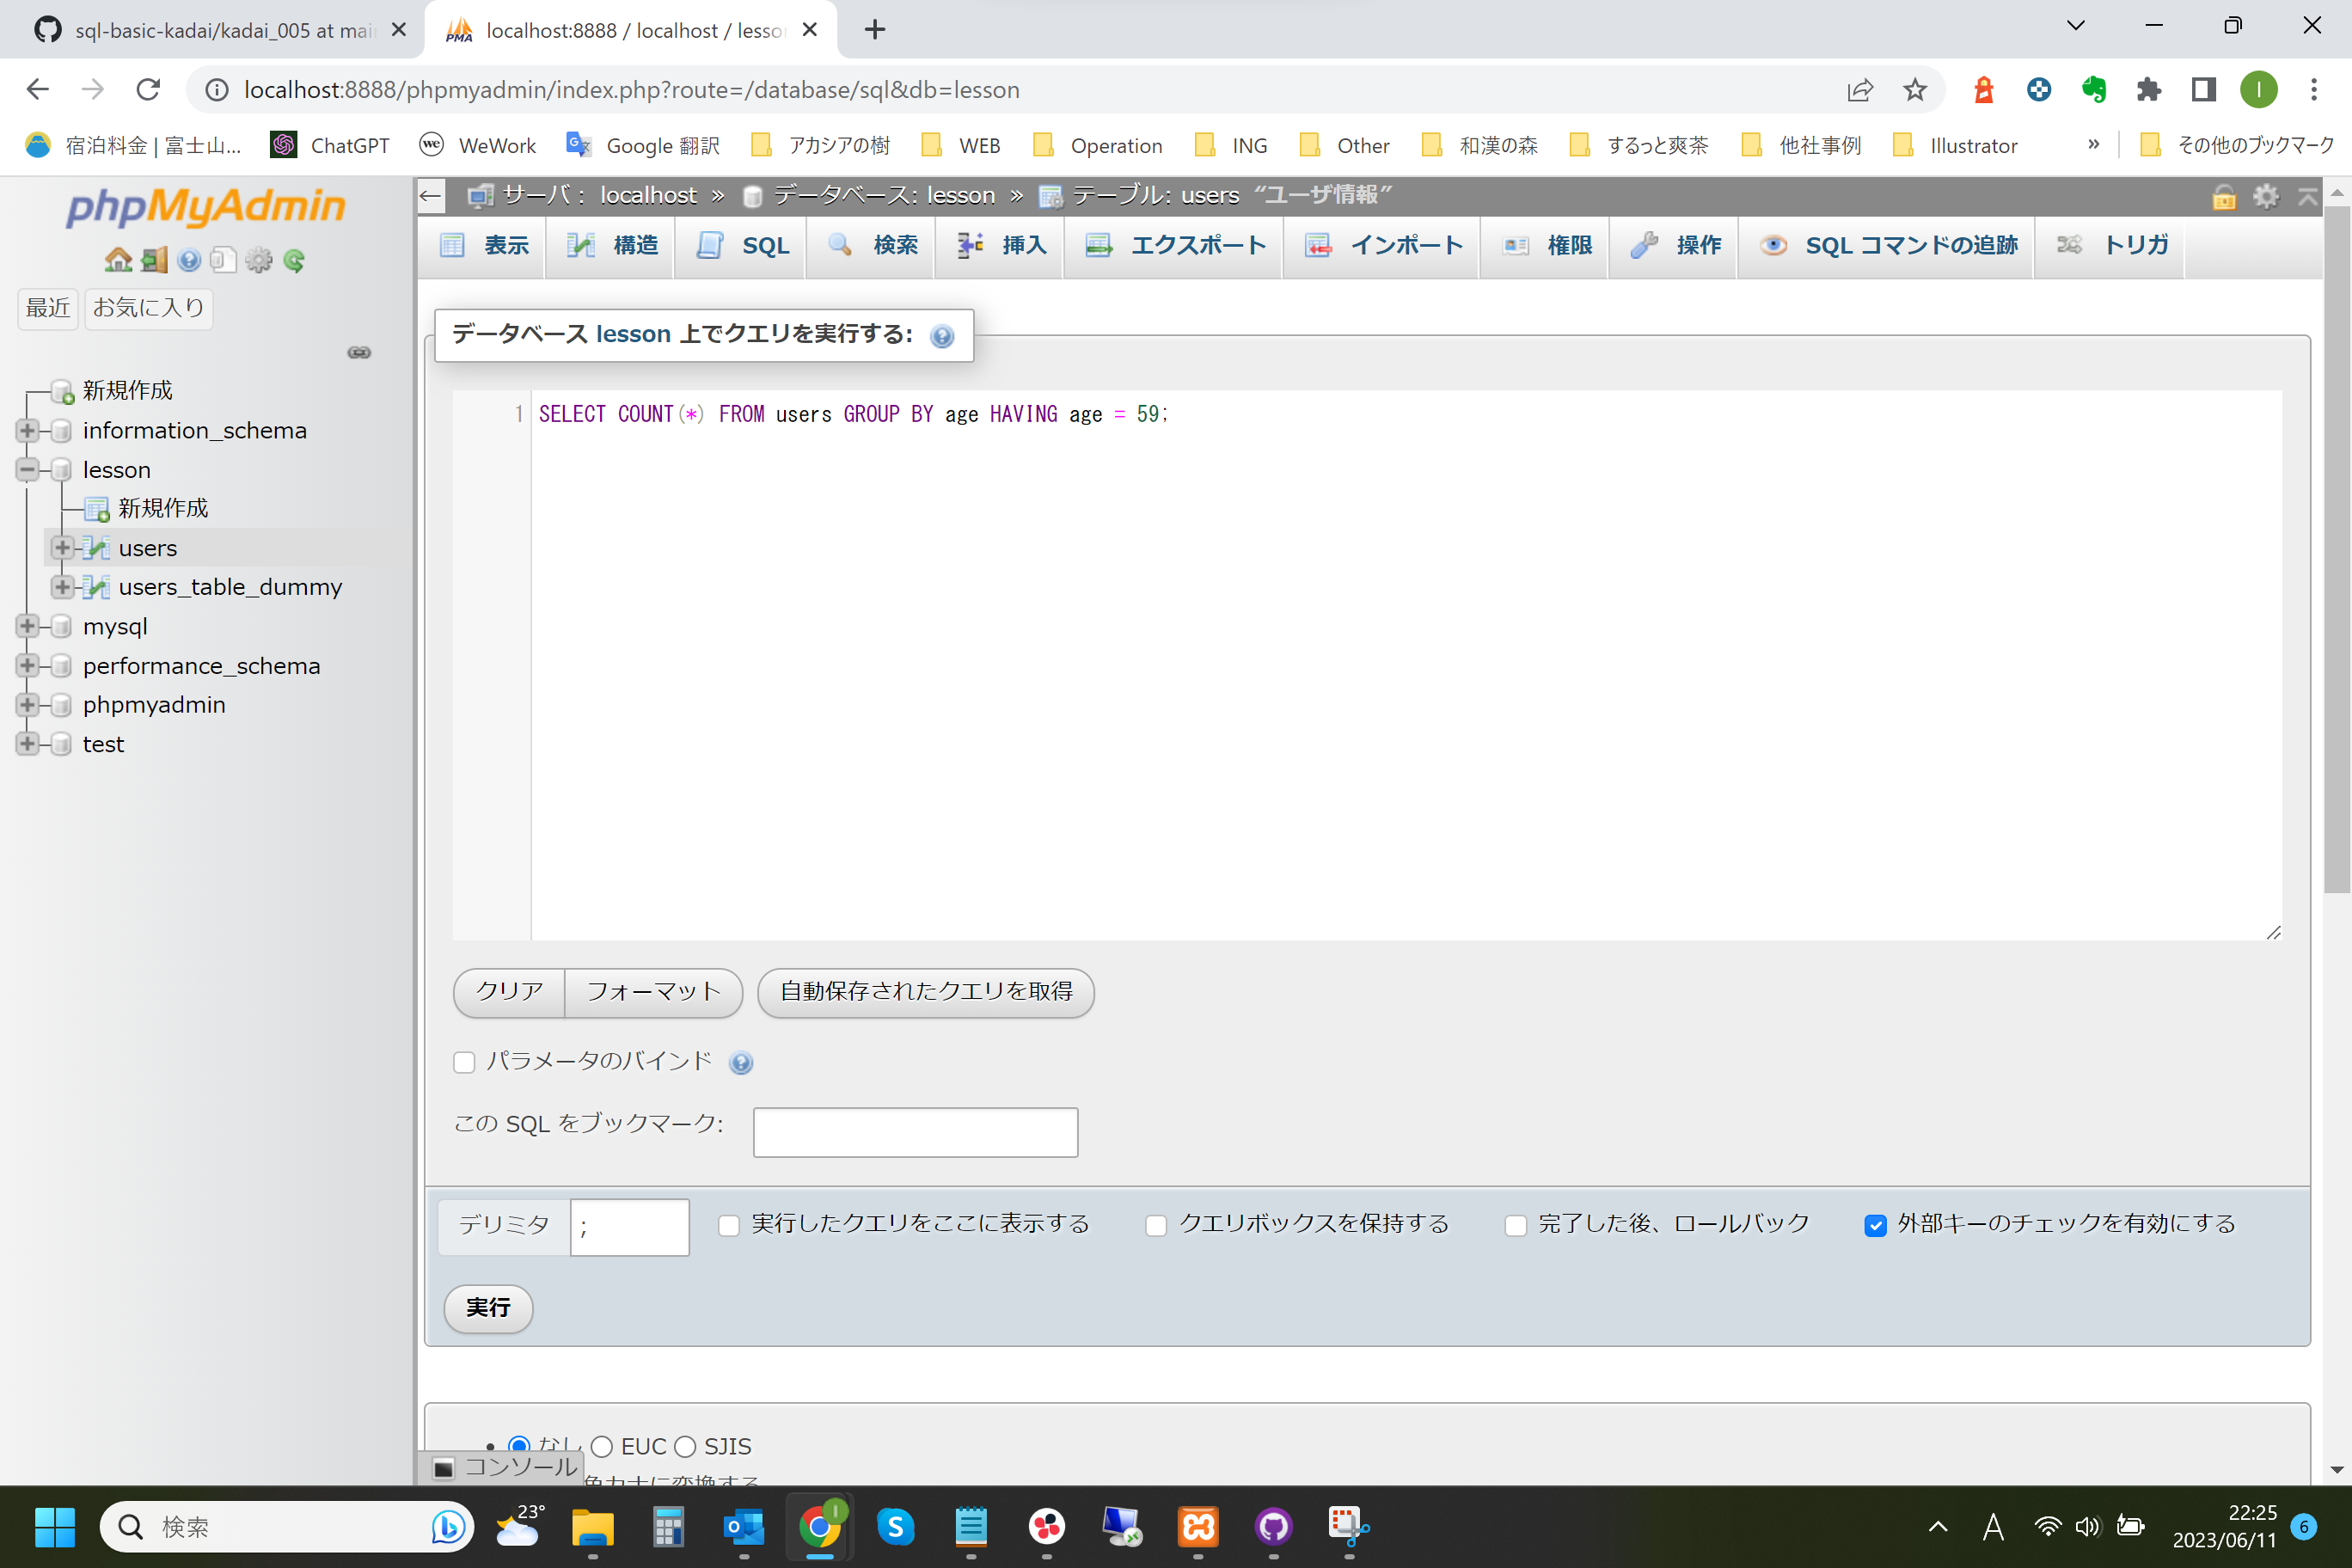 sql-basic-kadai/kadai_005 at mai
localhost:8888 / localhost / lesso
localhost:8888/phpmyadmin/index.php?route=/database/sql&db=lesson
I
宿泊料金 | 富士山...
ChatGPT
WeWork
Google 翻訳
アカシアの樹
WEB
Operation
ING
Other
和漢の森
するっと爽茶
他社事例
Illustrator
»
その他のブックマーク
phpMyAdmin
最近
お気に入り
新規作成
information_schema
lesson
新規作成
users
users_table_dummy
mysql
performance_schema
phpmyadmin
test
サーバ: localhost » データベース: lesson » テーブル: users “ユーザ情報”
表示
構造
SQL
検索
挿入
エクスポート
インポート
権限
操作
SQL コマンドの追跡
トリガ
データベース lesson 上でクエリを実行する:
1 SELECT COUNT(*) FROM users GROUP BY age HAVING age = 59;
クリア
フォーマット
自動保存されたクエリを取得
パラメータのバインド
この SQL をブックマーク:
デリミタ ;
実行したクエリをここに表示する
クエリボックスを保持する
完了した後、ロールバック
外部キーのチェックを有効にする
実行
なし EUC SJIS
コンソール
角カナに変換する
検索
23°
A
22:25
2023/06/11
6